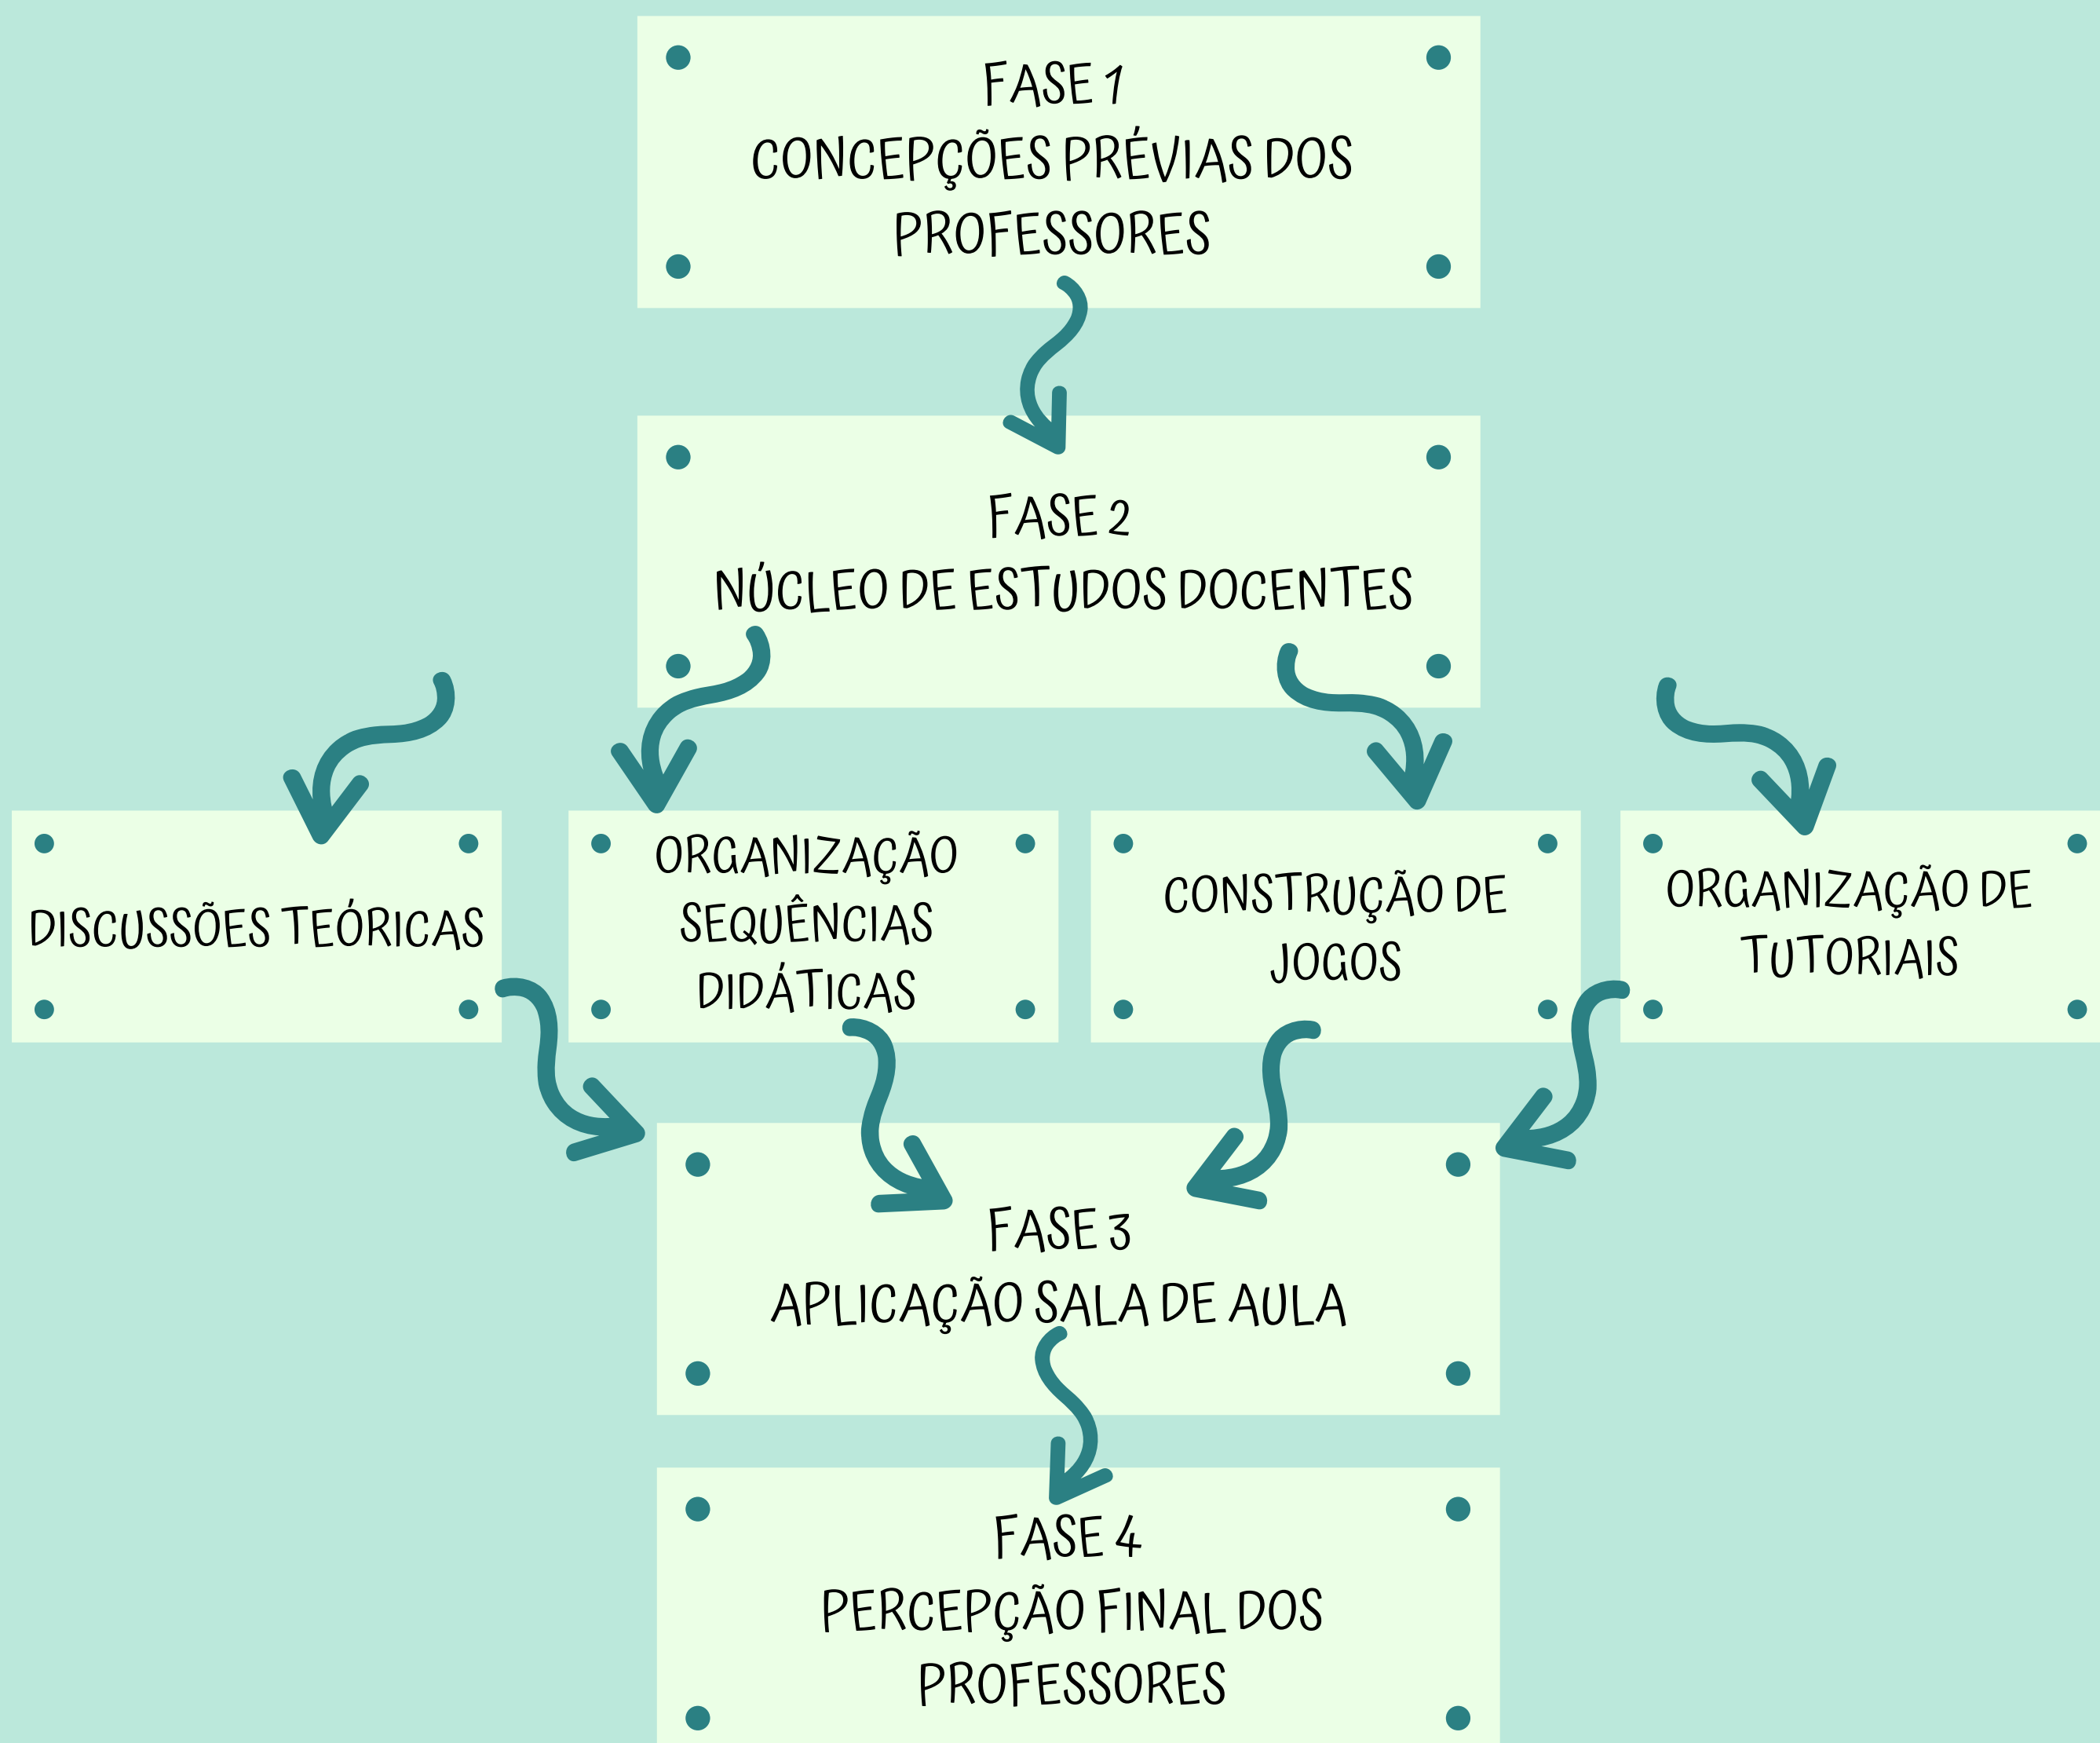 FASE 1
CONCEPÇÕES PRÉVIAS DOS
PROFESSORES
FASE 2
NÚCLEO DE ESTUDOS DOCENTES
DISCUSSÕES TEÓRICAS
ORGANIZAÇÃO
SEQUÊNCIAS
DIDÁTICAS
CONSTRUÇÃO DE
JOGOS
ORGANIZAÇÃO DE
TUTORIAIS
FASE 3
APLICAÇÃO SALA DE AULA
FASE 4
PERCEPÇÃO FINAL DOS
PROFESSORES